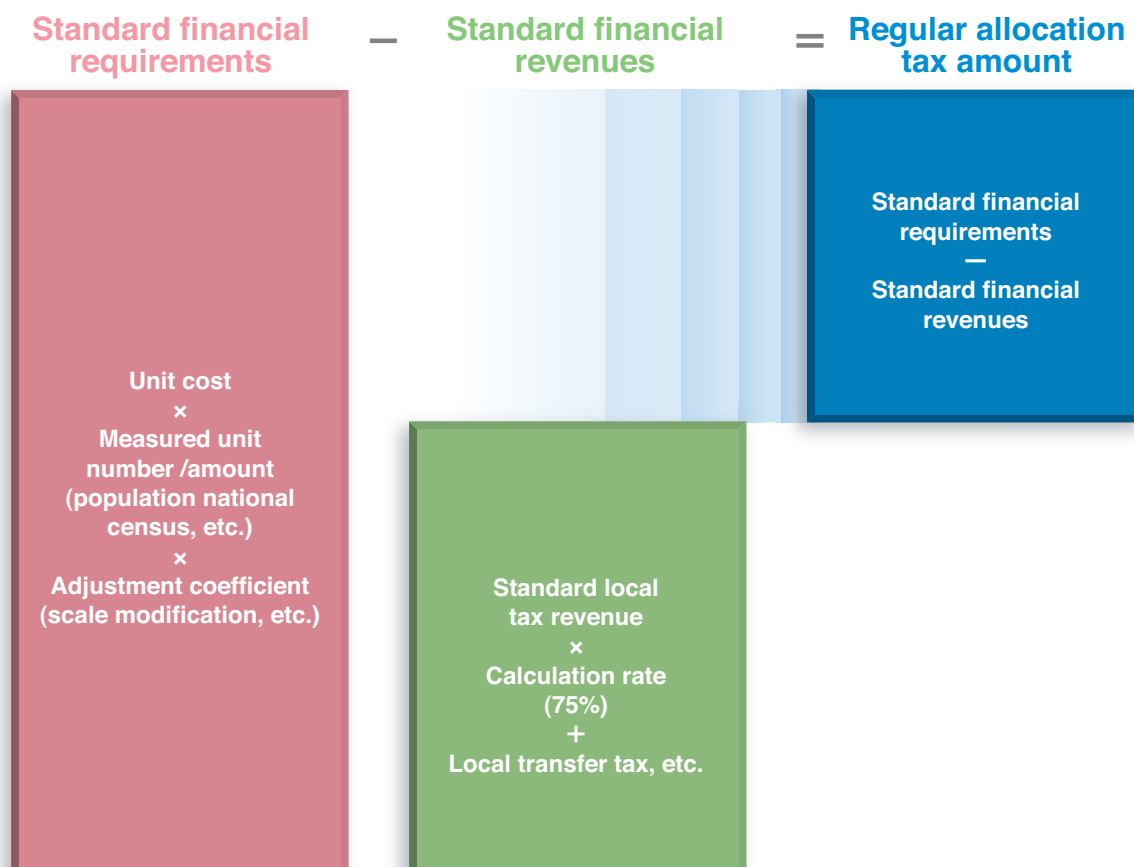 Standard financial
requirements
–
Standard financial
revenues
=
Regular allocation
tax amount
Unit cost
×
Measured unit
number /amount
(population national
census, etc.)
×
Adjustment coefficient
(scale modification, etc.)
Standard local
tax revenue
×
Calculation rate
(75%)
+
Local transfer tax, etc.
Standard financial
requirements
—
Standard financial
revenues